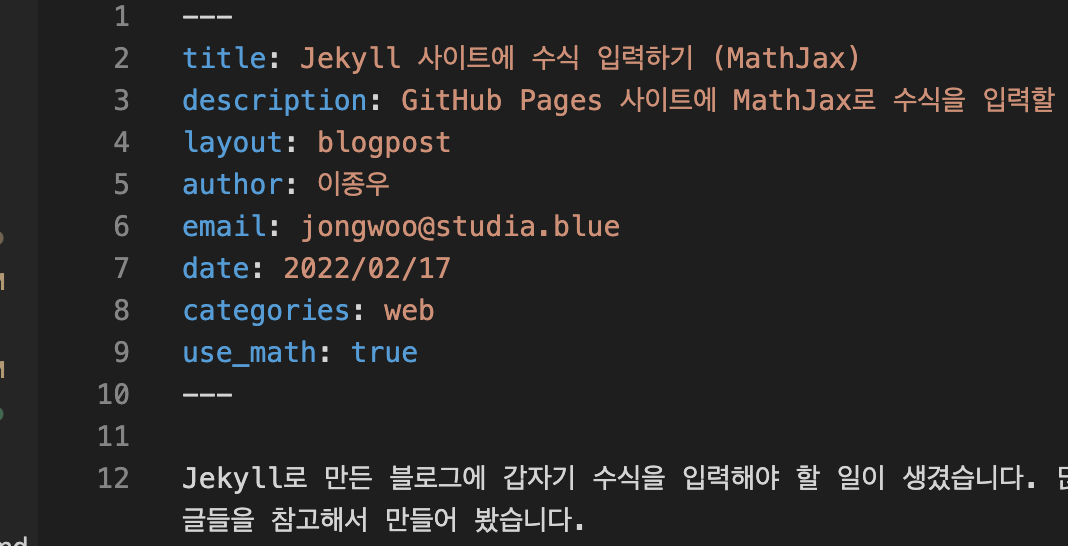 1 ---
2 title: Jekyll 사이트에 수식 입력하기 (MathJax)
3 description: GitHub Pages 사이트에 MathJax로 수식을 입력할
4 layout: blogpost
5 author: 이종우
6 email: jongwoo@studia.blue
7 date: 2022/02/17
8 categories: web
9 use_math: true
10 ---
11
12 Jekyll로 만든 블로그에 갑자기 수식을 입력해야 할 일이 생겼습니다.
글들을 참고해서 만들어 봤습니다.